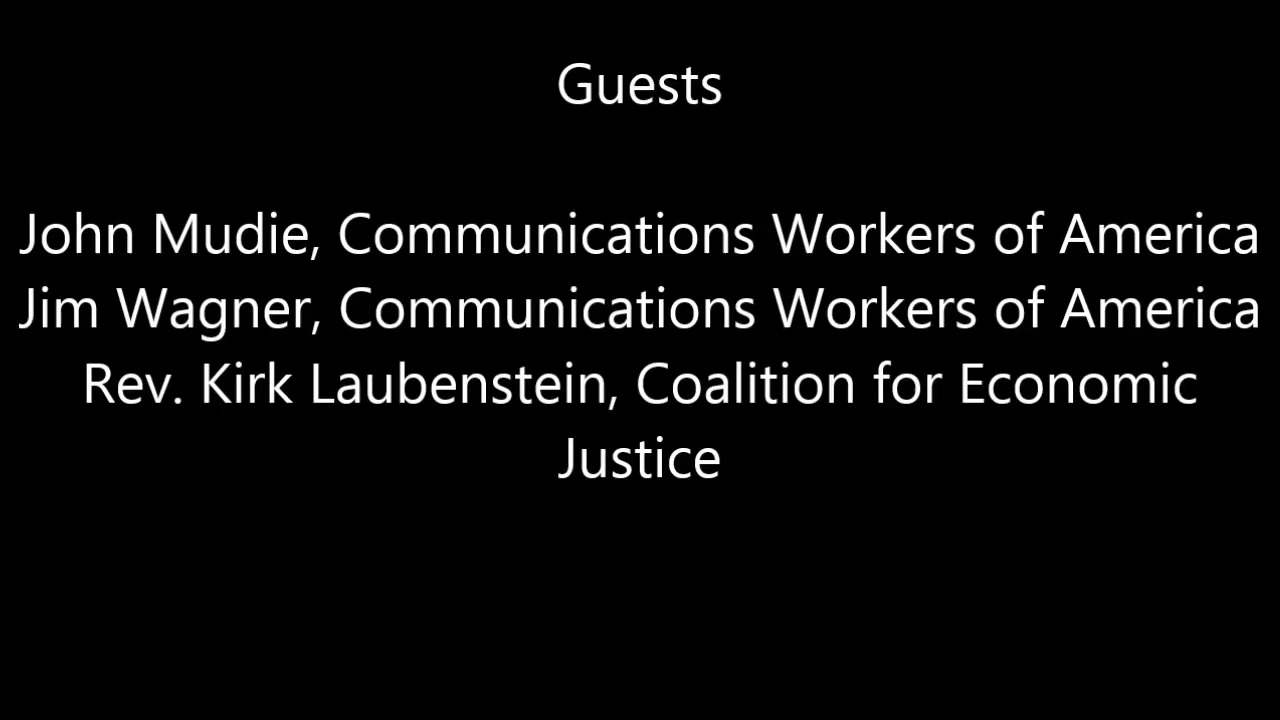 Guests
John Mudie, Communications Workers of America
Jim Wagner, Communications Workers of America
Rev. Kirk Laubenstein, Coalition for Economic
Justice